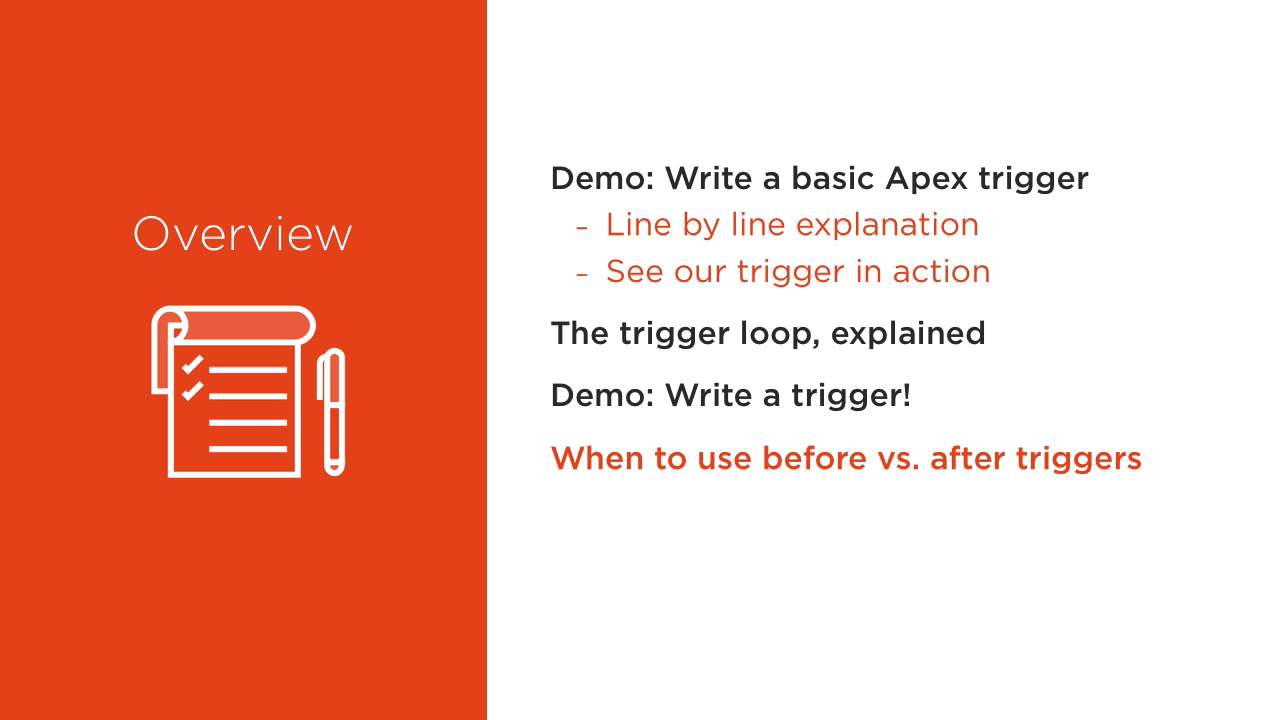 Overview
Demo: Write a basic Apex trigger
- Line by line explanation
- See our trigger in action
The trigger loop, explained
Demo: Write a trigger!
When to use before vs. after triggers